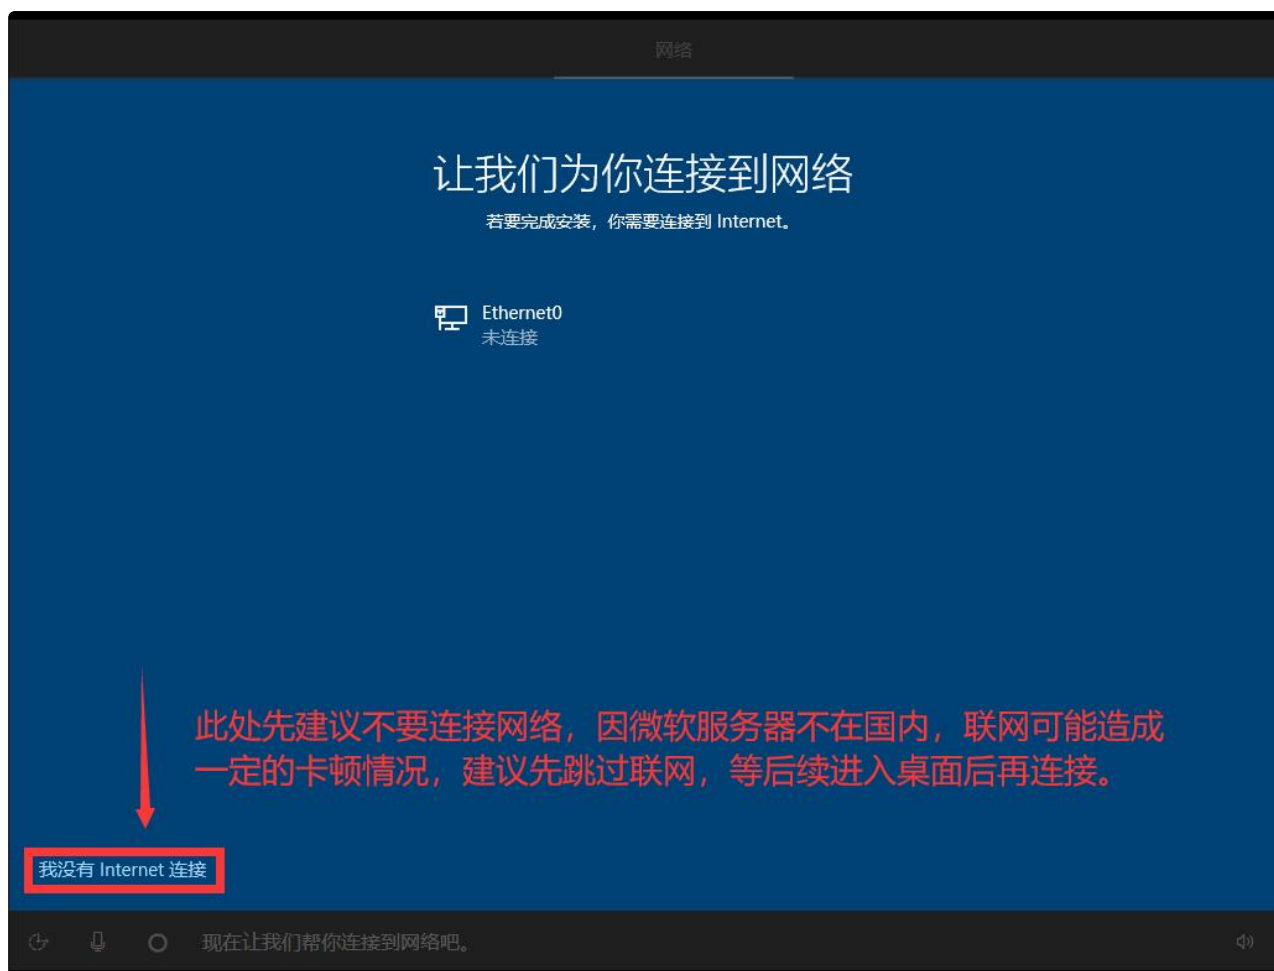 网络
让我们为你连接到网络
若要完成安装，你需要连接到 Internet。
Ethernet0
未连接
此处先建议不要连接网络，因微软服务器不在国内，联网可能造成
一定的卡顿情况，建议先跳过联网，等后续进入桌面后再连接。
我没有 Internet 连接
现在让我们帮你连接到网络吧。